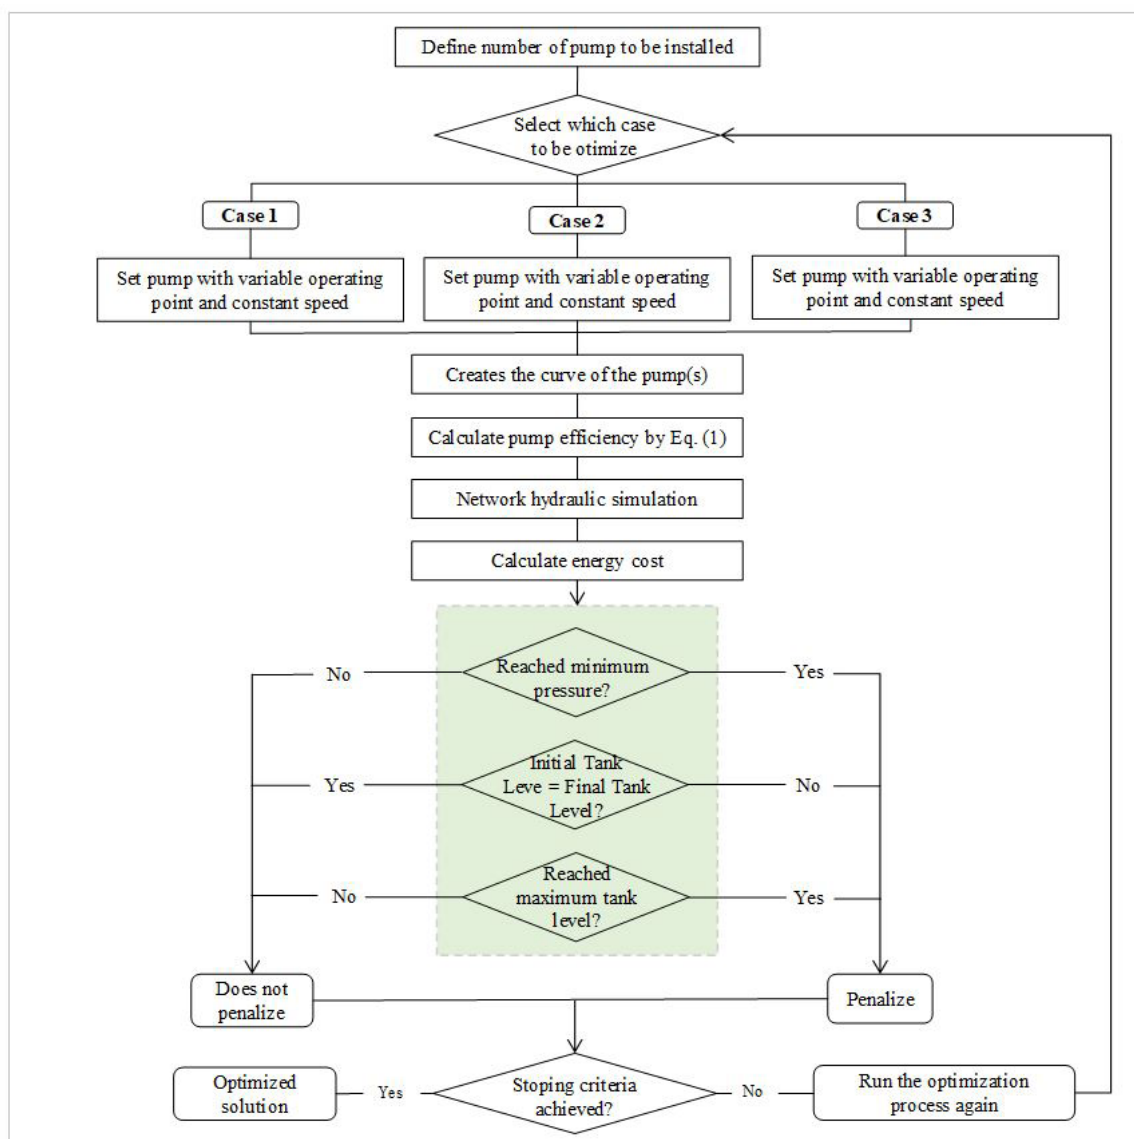 Define number of pump to be installed
Select which case
to be otimize
Case 1
Case 2
Case 3
Set pump with variable operating
point and constant speed
Set pump with variable operating
point and constant speed
Set pump with variable operating
point and constant speed
Creates the curve of the pump(s)
Calculate pump efficiency by Eq. (1)
Network hydraulic simulation
Calculate energy cost
No
Reached minimum
pressure?
Yes
Yes
Initial Tank
Leve = Final Tank
Level?
No
No
Reached
maximum tank
level?
Yes
Does not
penalize
Penalize
Optimized
solution
Yes
Stoping criteria
achieved?
No
Run the optimization
process again